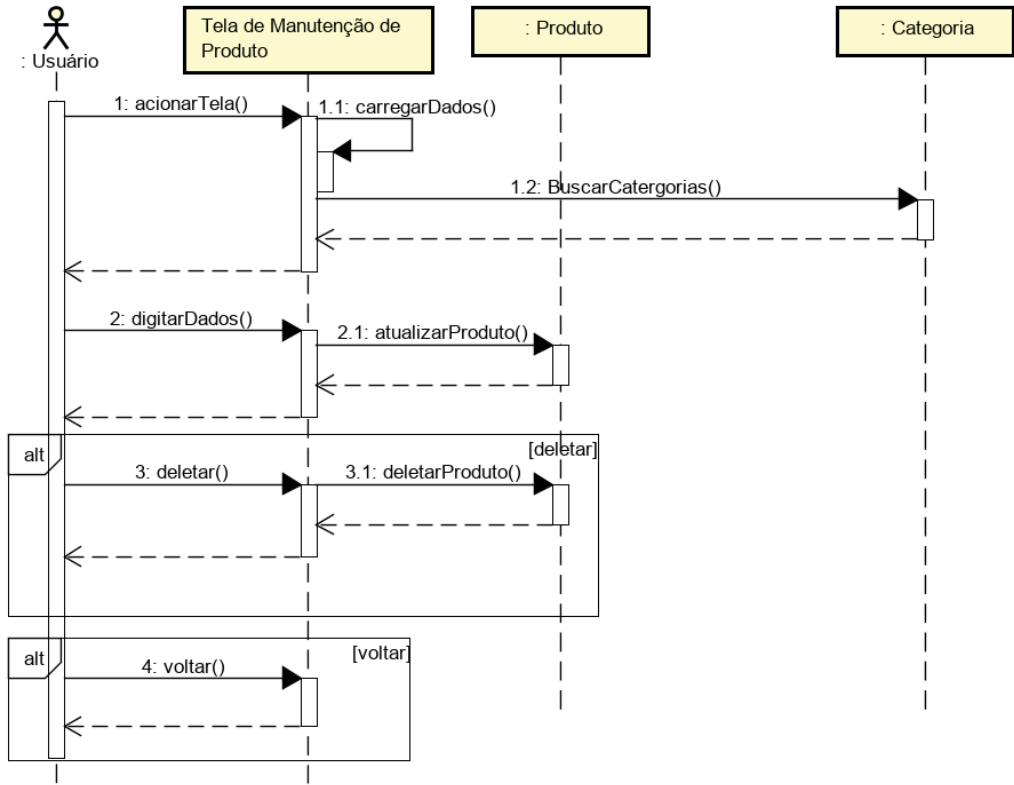 : Usuário
Tela de Manutenção de
Produto
: Produto
: Categoria
1: acionarTela()
1.1: carregarDados()
1.2: BuscarCatergorias()
2: digitarDados()
2.1: atualizarProduto()
alt
[deletar]
3: deletar()
3.1: deletarProduto()
alt
[voltar]
4: voltar()